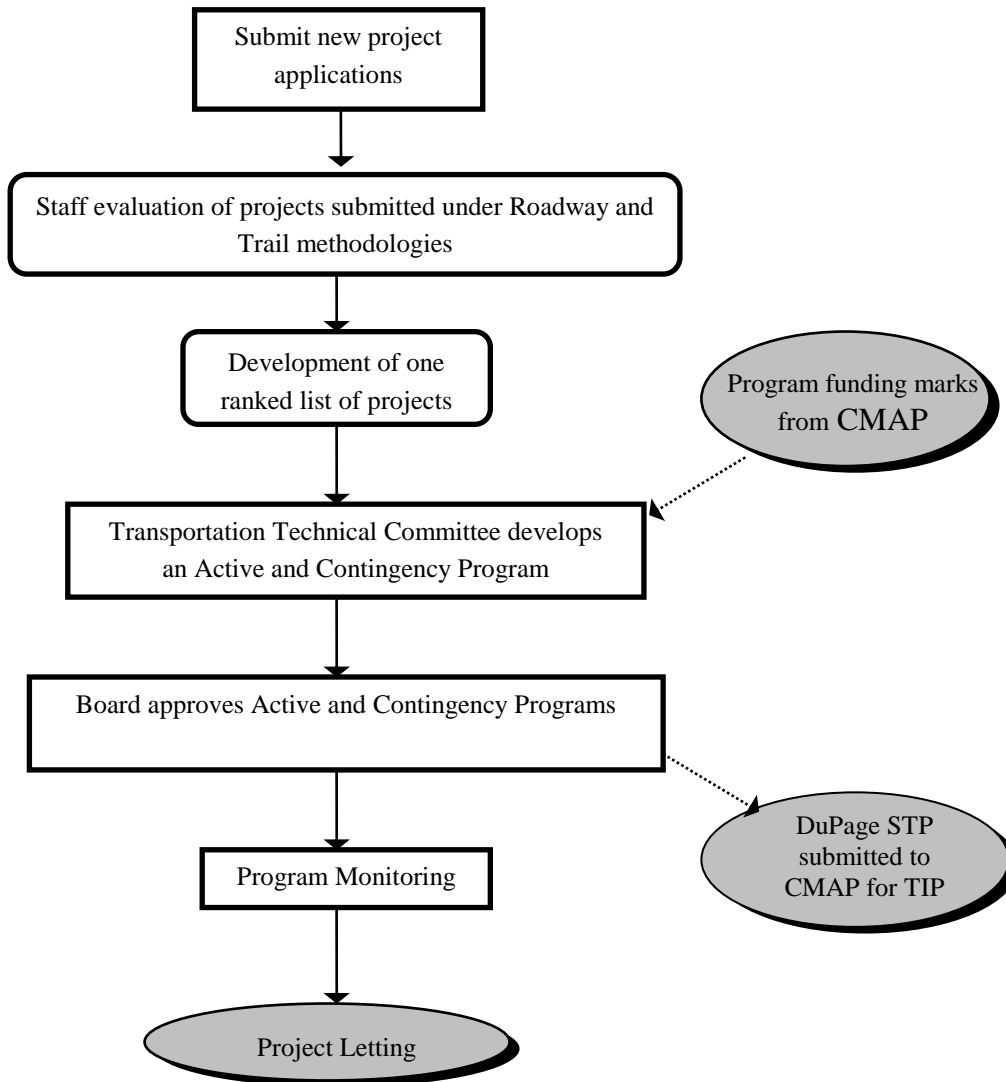 Submit new project
applications
Staff evaluation of projects submitted under Roadway and
Trail methodologies
Development of one
ranked list of projects
Program funding marks
from CMAP
Transportation Technical Committee develops
an Active and Contingency Program
Board approves Active and Contingency Programs
DuPage STP
submitted to
CMAP for TIP
Program Monitoring
Project Letting